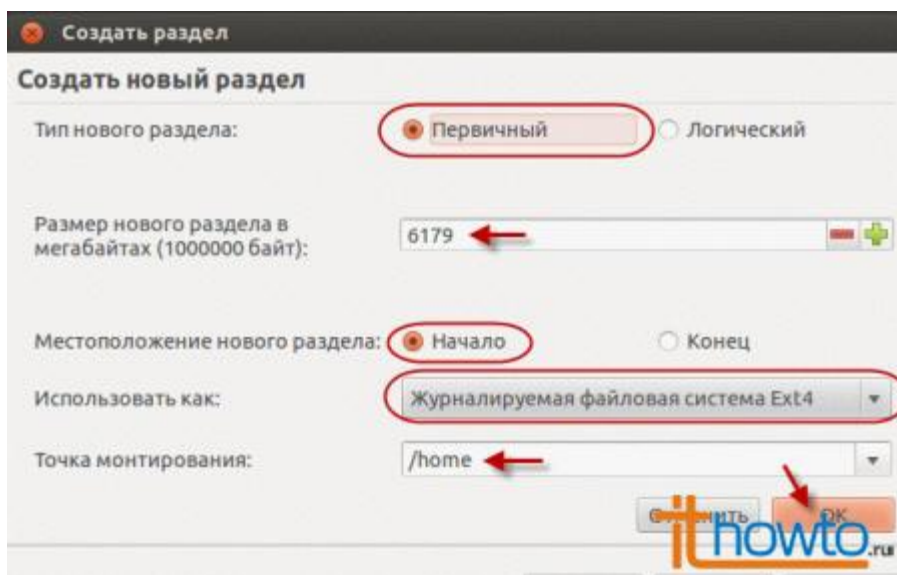 Создать раздел
Создать новый раздел
Тип нового раздела:
Первичный
Логический
Размер нового раздела в
мегабайтах (1000000 байт):
6179
Местоположение нового раздела:
Начало
Конец
Использовать как:
Журналируемая файловая система Ext4
Точка монтирования:
/home
OK
ithowto.ru